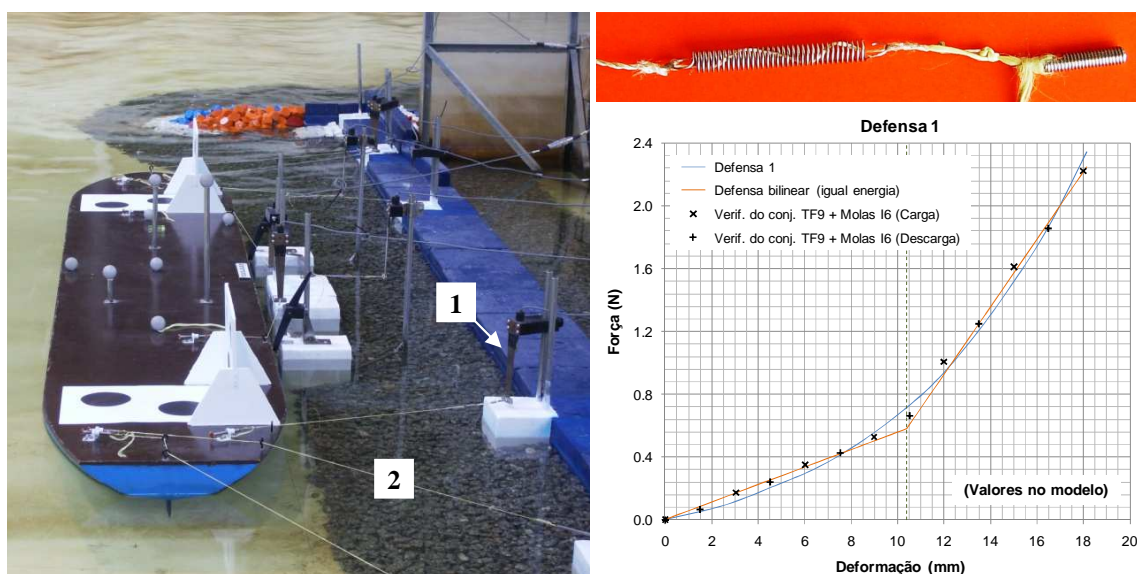 1
2
Defensa 1
Defensa 1
Defensa bilinear (igual energia)
Verif. do conj. TF9 + Molas I6 (Carga)
Verif. do conj. TF9 + Molas I6 (Descarga)
(Valores no modelo)
Força (N)
2.4
2.0
1.6
1.2
0.8
0.4
0.0
0 2 4 6 8 10 12 14 16 18 20
Deformação (mm)